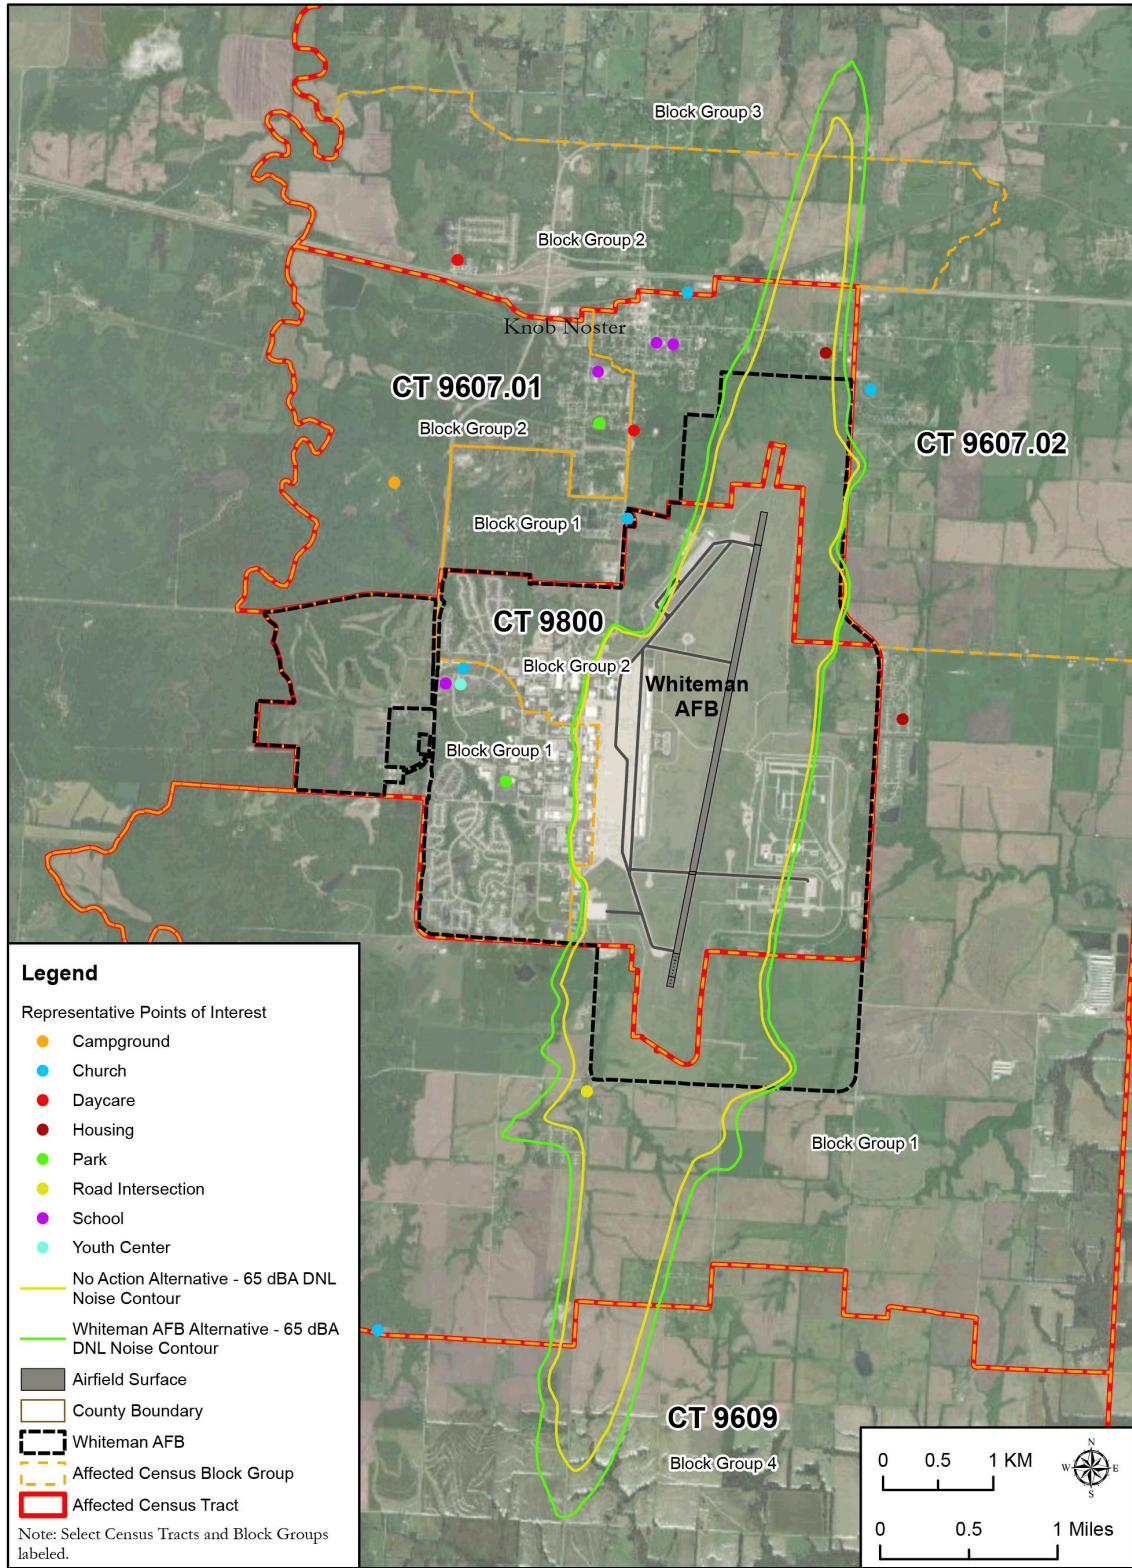 Block Group 3
Block Group 2
Knob Noster
CT 9607.01
Block Group 2
CT 9607.02
Block Group 1
CT 9800
Block Group 2
Whiteman
AFB
Block Group 1
Block Group 1
CT 9609
Block Group 4
Legend
Representative Points of Interest
Campground
Church
Daycare
Housing
Park
Road Intersection
School
Youth Center
No Action Alternative - 65 dBA DNL
Noise Contour
Whiteman AFB Alternative - 65 dBA
DNL Noise Contour
Airfield Surface
County Boundary
Whiteman AFB
Affected Census Block Group
Affected Census Tract
Note: Select Census Tracts and Block Groups
labeled.
0 0.5 1 KM
N
W E
S
0 0.5 1 Miles